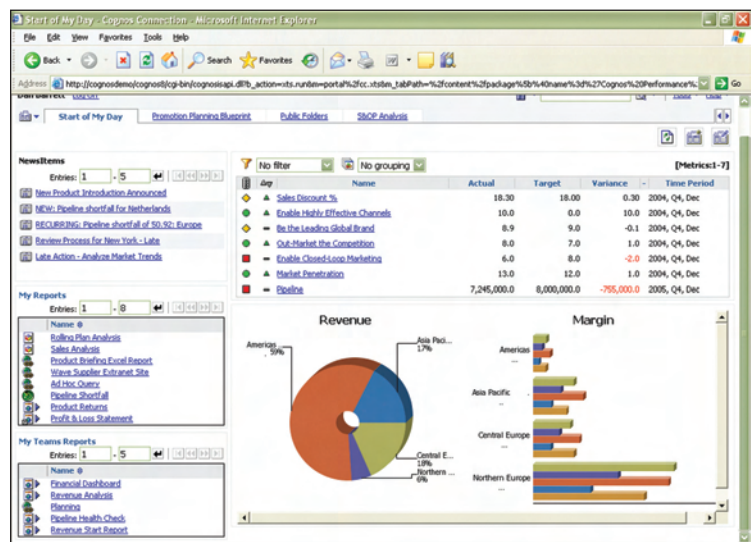 Start of My Day - Cognos Connection - Microsoft Internet Explorer
File Edit View Favorites Tools Help
Back Search Favorites
Address http://cognosdemo/cognos8/cgi-bin/cognosisapi.dll?b_action=xts.run&m=portal%2fcc.xts&m_tabPath=%2fcontent%2fpackage%5b%40name%3d%27Cognos%20Performance%2 Go
Dan Barrett Log Off
Start of My Day Promotion Planning Blueprint Public Folders S&OP Analysis
NewsItems
Entries: 1 - 5
New Product Introduction Announced
NEW: Pipeline shortfall for Netherlands
RECURRING: Pipeline shortfall of 50.92: Europe
Review Process for New York - Late
Late Action - Analyze Market Trends
My Reports
Entries: 1 - 8
Name
Rolling Plan Analysis
Sales Analysis
Product Briefing Excel Report
Wave Supplier Extranet Site
Ad Hoc Query
Pipeline Shortfall
Product Returns
Profit & Loss Statement
My Teams Reports
Entries: 1 - 5
Name
Financial Dashboard
Revenue Analysis
Planning
Pipeline Health Check
Revenue Start Report
No filter No grouping [Metrics:1-7]
Name Actual Target Variance - Time Period
Sales Discount % 18.30 18.00 0.30 2004, Q4, Dec
Enable Highly Effective Channels 10.0 0.0 10.0 2004, Q4, Dec
Be the Leading Global Brand 8.9 9.0 -0.1 2004, Q4, Dec
Out-Market the Competition 8.0 7.0 1.0 2004, Q4, Dec
Enable Closed-Loop Marketing 6.0 8.0 -2.0 2004, Q4, Dec
Market Penetration 13.0 12.0 1.0 2004, Q4, Dec
Pipeline 7,245,000.0 8,000,000.0 -755,000.0 2005, Q4, Dec
Revenue
Americas ...
59%
Asia Paci...
17%
Central E...
18%
Northern ...
6%
Margin
Americas
...
Asia Pacific
...
Central Europe
...
Northern Europe
...